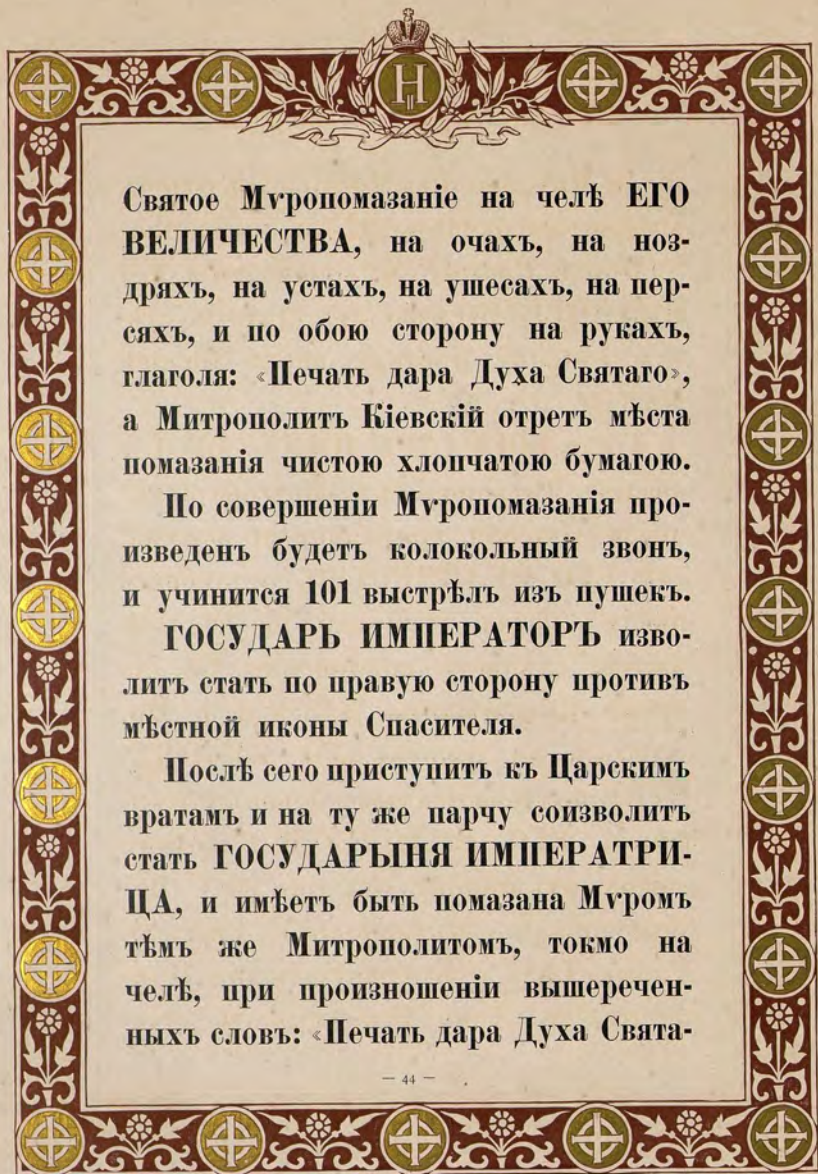 Н
II
Святое Мѵропомазаніе на челѣ ЕГО
ВЕЛИЧЕСТВА, на очахъ, на ноз-
дряхъ, на устахъ, на ушесахъ, на пер-
сяхъ, и по обою сторону на рукахъ,
глаголя: «Печать дара Духа Святаго»,
а Митрополитъ Кіевскій отретъ мѣста
помазанія чистою хлопчатою бумагою.
По совершеніи Мѵропомазанія про-
изведенъ будетъ колокольный звонъ,
и учинится 101 выстрѣлъ изъ пушекъ.
ГОСУДАРЬ ИМПЕРАТОРЪ изво-
литъ стать по правую сторону противъ
мѣстной иконы Спасителя.
Послѣ сего приступитъ къ Царскимъ
вратамъ и на ту же парчу соизволитъ
стать ГОСУДАРЫНЯ ИМПЕРАТРИ-
ЦА, и имѣетъ быть помазана Мѵромъ
тѣмъ же Митрополитомъ, токмо на
челѣ, при произношеніи вышеречен-
ныхъ словъ: «Печать дара Духа Свята-
— 44 —